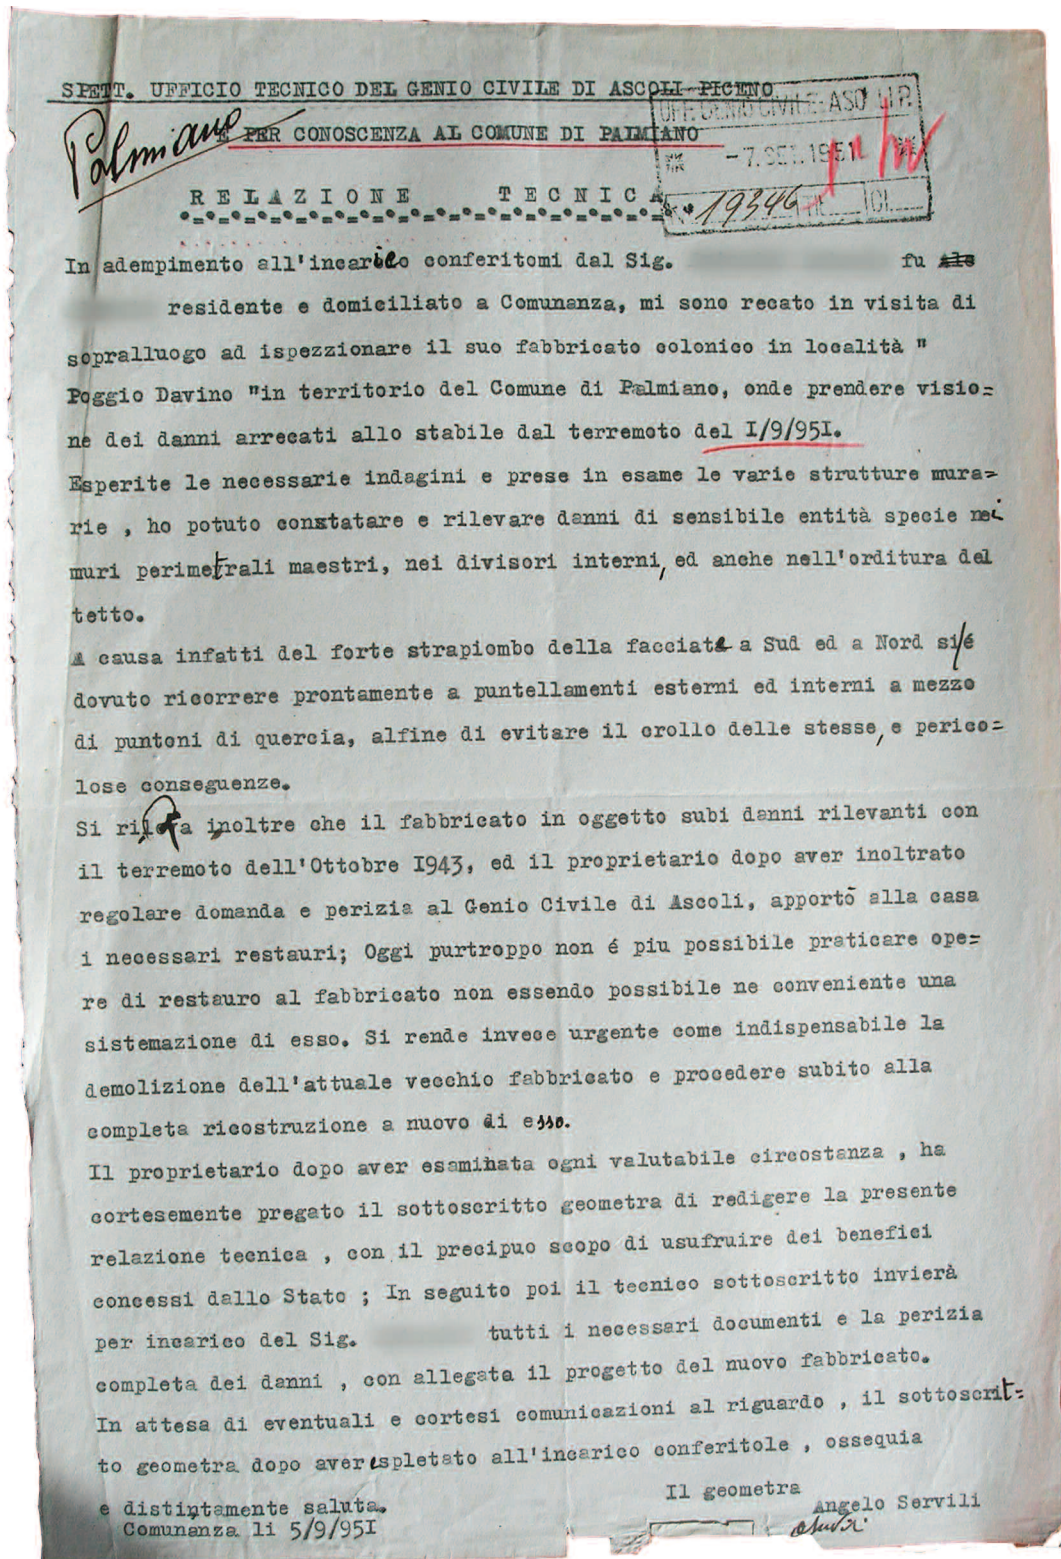 SPETT. UFFICIO TECNICO DEL GENIO CIVILE DI ASCOLI PICENO
UFF. GENIO CIVILE ASCOLI P.
Palmiano
E PER CONOSCENZA AL COMUNE DI PALMIANO
-7.SET.1951
RELAZIONE TECNICA
19346
In adempimento all'incarico conferitomi dal Sig. fu
residente e domiciliato a Comunanza, mi sono recato in visita di
sopralluogo ad ispezzionare il suo fabbricato colonico in località "
Poggio Davino "in territorio del Comune di Palmiano, onde prendere visio=
ne dei danni arrecati allo stabile dal terremoto del I/9/95I.
Esperite le necessarie indagini e prese in esame le varie strutture mura=
rie , ho potuto constatare e rilevare danni di sensibile entità specie nei
muri perimetrali maestri, nei divisori interni, ed anche nell'orditura del
tetto.
A causa infatti del forte strapiombo della facciata a Sud ed a Nord si/é
dovuto ricorrere prontamente a puntellamenti esterni ed interni a mezzo
di puntoni di quercia, alfine di evitare il crollo delle stesse, e perico=
lose conseguenze.
Si rileva inoltre che il fabbricato in oggetto subi danni rilevanti con
il terremoto dell'Ottobre I943, ed il proprietario dopo aver inoltrato
regolare domanda e perizia al Genio Civile di Ascoli, apportò alla casa
i necessari restauri; Oggi purtroppo non é piu possibile praticare ope=
re di restauro al fabbricato non essendo possibile ne conveniente una
sistemazione di esso. Si rende invece urgente come indispensabile la
demolizione dell'attuale vecchio fabbricato e procedere subito alla
completa ricostruzione a nuovo di esso.
Il proprietario dopo aver esaminata ogni valutabile circostanza , ha
cortesemente pregato il sottoscritto geometra di redigere la presente
relazione tecnica , con il precipuo scopo di usufruire dei benefici
concessi dallo Stato ; In seguito poi il tecnico sottoscritto invierà
per incarico del Sig. tutti i necessari documenti e la perizia
completa dei danni , con allegata il progetto del nuovo fabbricato.
In attesa di eventuali e cortesi comunicazioni al riguardo , il sottoscrit=
to geometra dopo aver espletato all'incarico conferitole , ossequia
e distintamente saluta.
Il geometra
Comunanza li 5/9/95I
Angelo Servili